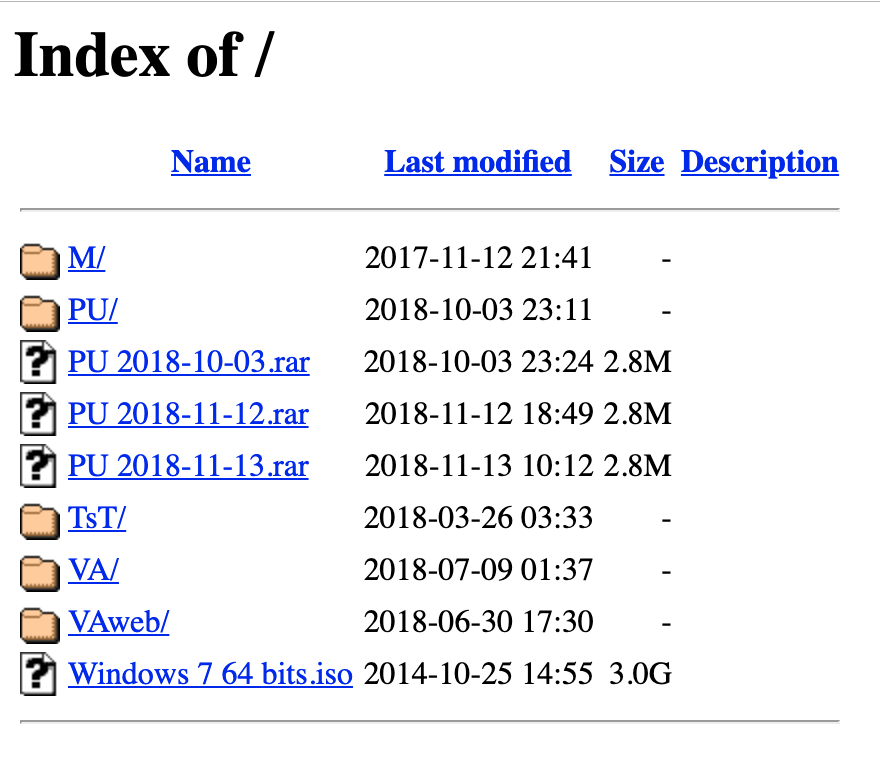 Index of /
Name Last modified Size Description
M/ 2017-11-12 21:41 -
PU/ 2018-10-03 23:11 -
PU 2018-10-03.rar 2018-10-03 23:24 2.8M
PU 2018-11-12.rar 2018-11-12 18:49 2.8M
PU 2018-11-13.rar 2018-11-13 10:12 2.8M
TsT/ 2018-03-26 03:33 -
VA/ 2018-07-09 01:37 -
VAweb/ 2018-06-30 17:30 -
Windows 7 64 bits.iso 2014-10-25 14:55 3.0G